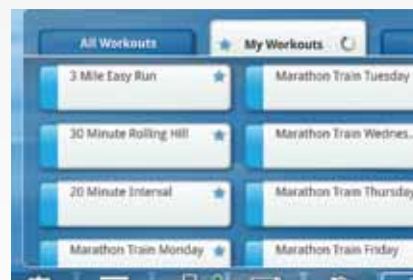 All Workouts
My Workouts
3 Mile Easy Run
Marathon Train Tuesday
30 Minute Rolling Hill
Marathon Train Wednes...
20 Minute Interval
Marathon Train Thursday
Marathon Train Monday
Marathon Train Friday